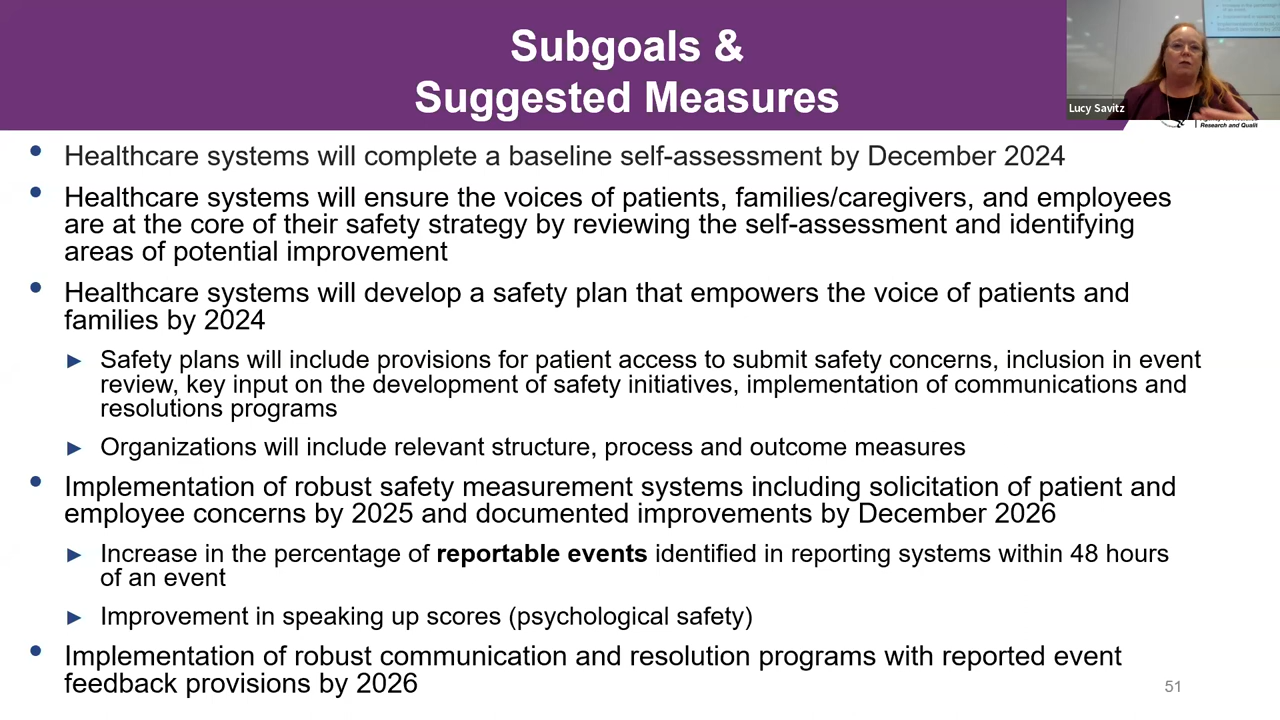 Subgoals &
Suggested Measures
Lucy Savitz
Research and Quali
• Healthcare systems will complete a baseline self-assessment by December 2024
• Healthcare systems will ensure the voices of patients, families/caregivers, and employees
are at the core of their safety strategy by reviewing the self-assessment and identifying
areas of potential improvement
• Healthcare systems will develop a safety plan that empowers the voice of patients and
families by 2024
► Safety plans will include provisions for patient access to submit safety concerns, inclusion in event
review, key input on the development of safety initiatives, implementation of communications and
resolutions programs
► Organizations will include relevant structure, process and outcome measures
• Implementation of robust safety measurement systems including solicitation of patient and
employee concerns by 2025 and documented improvements by December 2026
► Increase in the percentage of reportable events identified in reporting systems within 48 hours
of an event
► Improvement in speaking up scores (psychological safety)
• Implementation of robust communication and resolution programs with reported event
feedback provisions by 2026
51